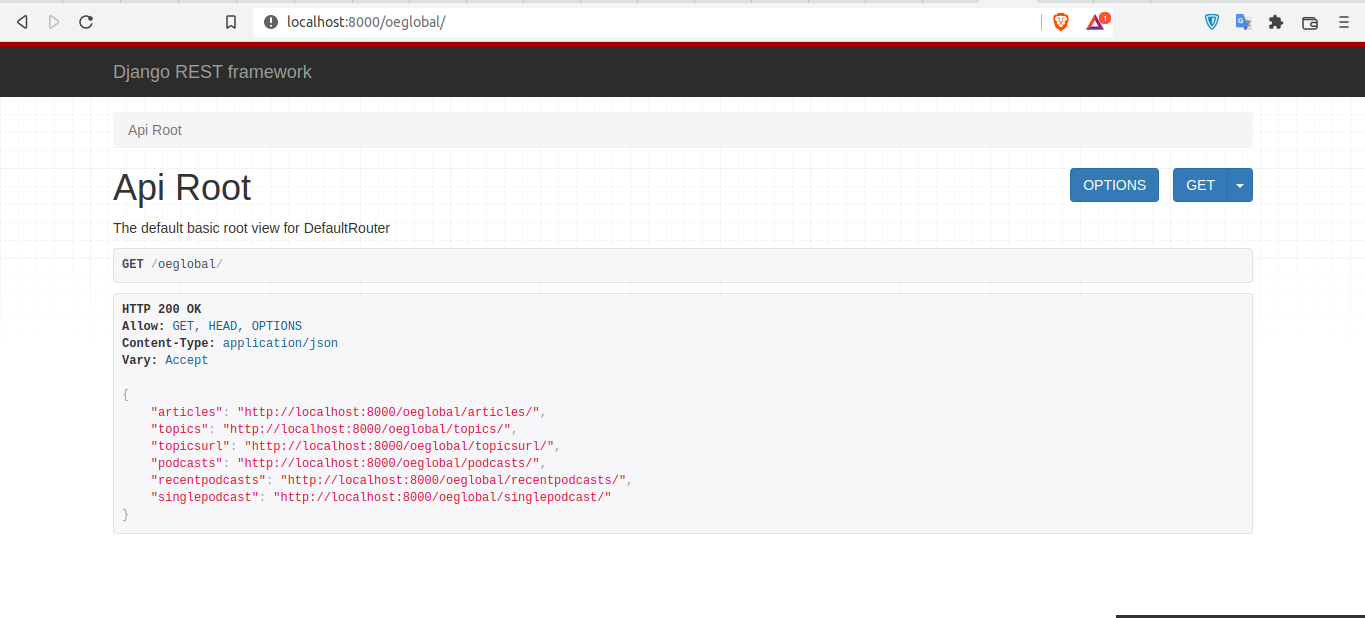 localhost:8000/oeglobal/
1
Django REST framework
Api Root
Api Root
OPTIONS
GET
The default basic root view for DefaultRouter
GET /oeglobal/
HTTP 200 OK
Allow: GET, HEAD, OPTIONS
Content-Type: application/json
Vary: Accept
{
    "articles": "http://localhost:8000/oeglobal/articles/",
    "topics": "http://localhost:8000/oeglobal/topics/",
    "topicsurl": "http://localhost:8000/oeglobal/topicsurl/",
    "podcasts": "http://localhost:8000/oeglobal/podcasts/",
    "recentpodcasts": "http://localhost:8000/oeglobal/recentpodcasts/",
    "singlepodcast": "http://localhost:8000/oeglobal/singlepodcast/"
}